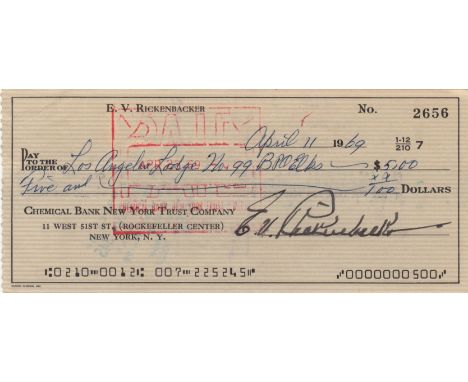 E. V. RICKENBACKER
No. 2656
PAID
April 11 1969 1-12/210 7
PAY TO THE ORDER OF Los Angeles Lodge No. 99 BPO Elks $5.00
Five and xx/100 DOLLARS
CHEMICAL BANK NEW YORK TRUST COMPANY
11 WEST 51ST ST. (ROCKEFELLER CENTER)
NEW YORK, N. Y.
E.V. Rickenbacker
⑆0210⑉0012⑆ 007⑉225245⑈ ⑈0000000500⑈